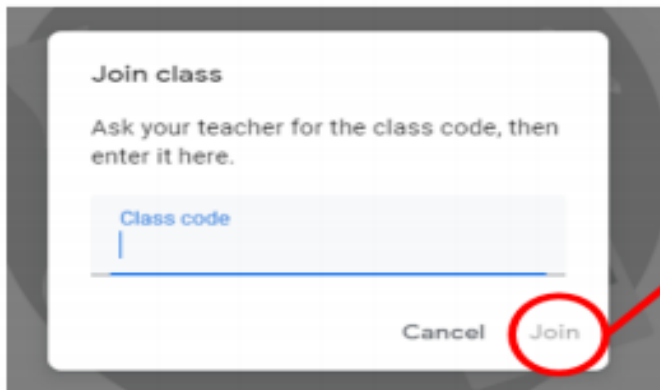 Join class
Ask your teacher for the class code, then
enter it here.
Class code
Cancel Join